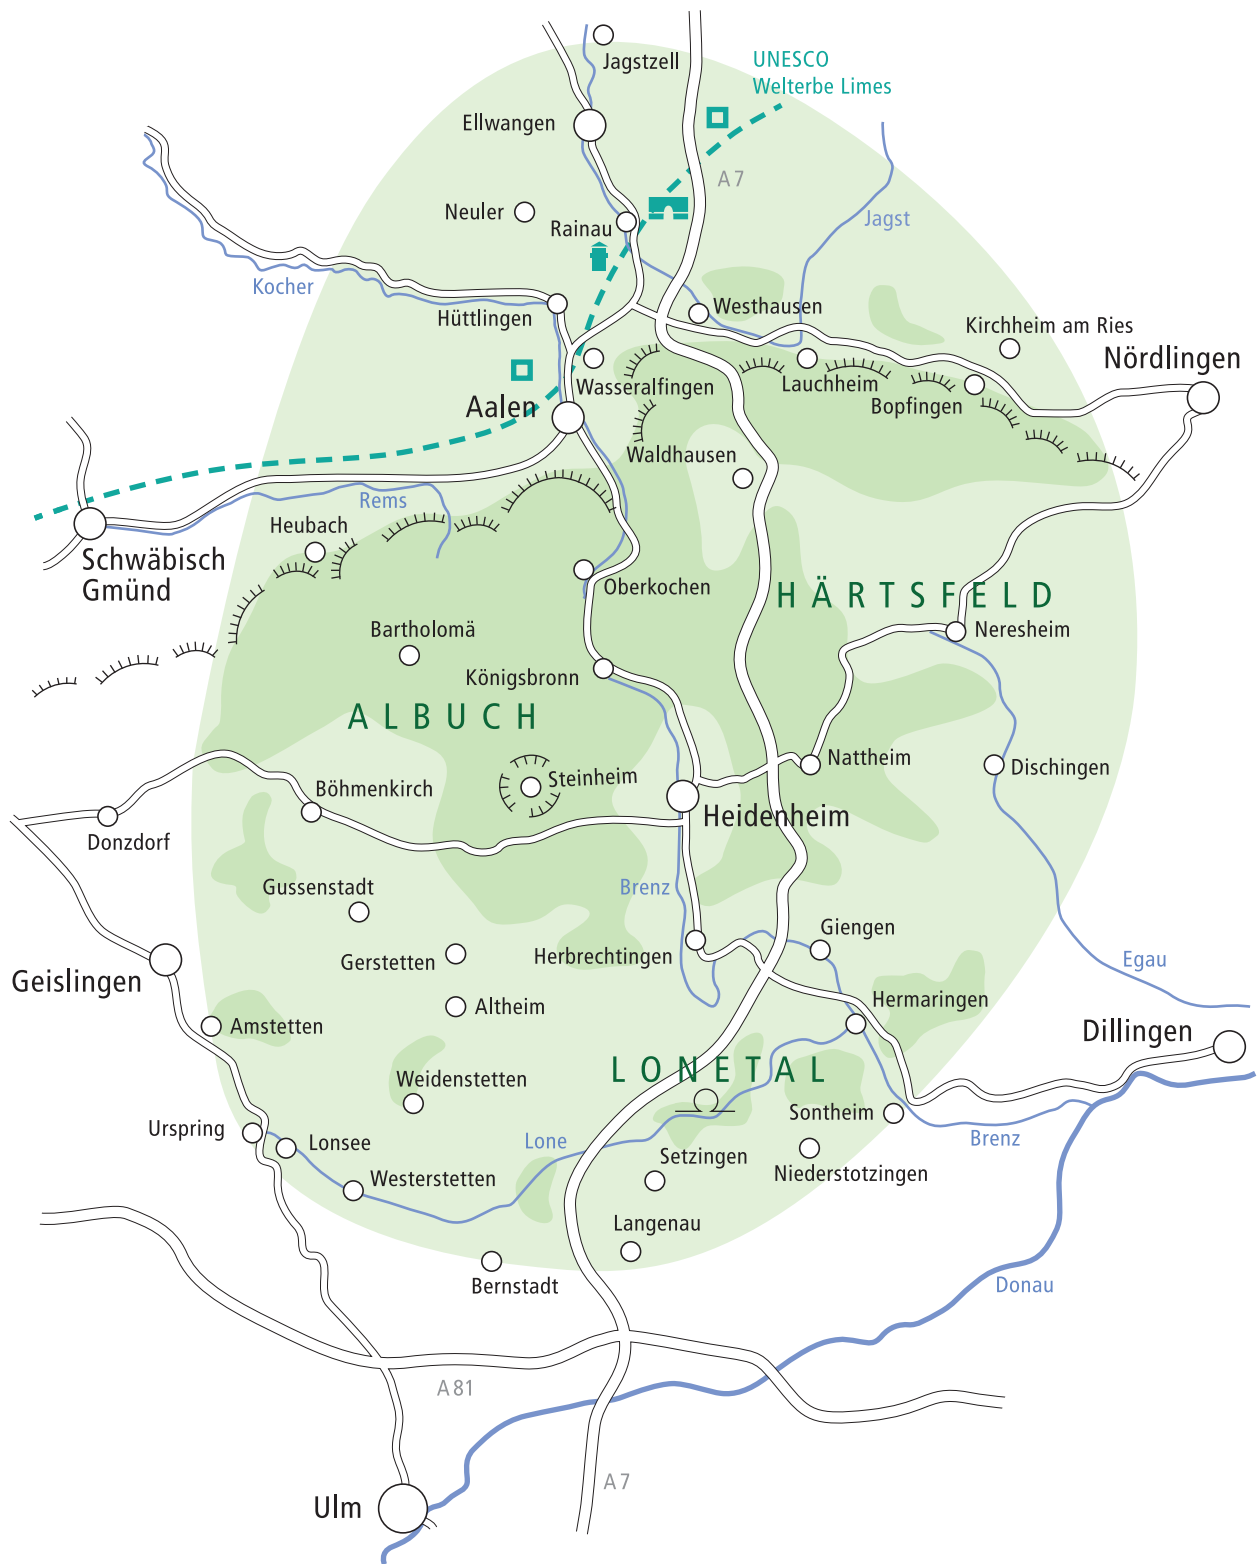 Jagstzell
UNESCO
Welterbe Limes
Ellwangen
A 7
Neuler
Rainau
Jagst
Kocher
Hüttlingen
Westhausen
Kirchheim am Ries
Nördlingen
Wasseralfingen
Lauchheim
Bopfingen
Aalen
Waldhausen
Rems
Heubach
Schwäbisch
Gmünd
Oberkochen
HÄRTSFELD
Bartholomä
Neresheim
Königsbronn
ALBUCH
Nattheim
Dischingen
Steinheim
Böhmenkirch
Heidenheim
Donzdorf
Gussenstadt
Brenz
Giengen
Gerstetten
Herbrechtingen
Egau
Geislingen
Hermaringen
Altheim
Amstetten
Dillingen
LONETAL
Weidenstetten
Sontheim
Urspring
Lonsee
Lone
Brenz
Setzingen
Niederstotzingen
Westerstetten
Langenau
Bernstadt
Donau
A 81
A 7
Ulm